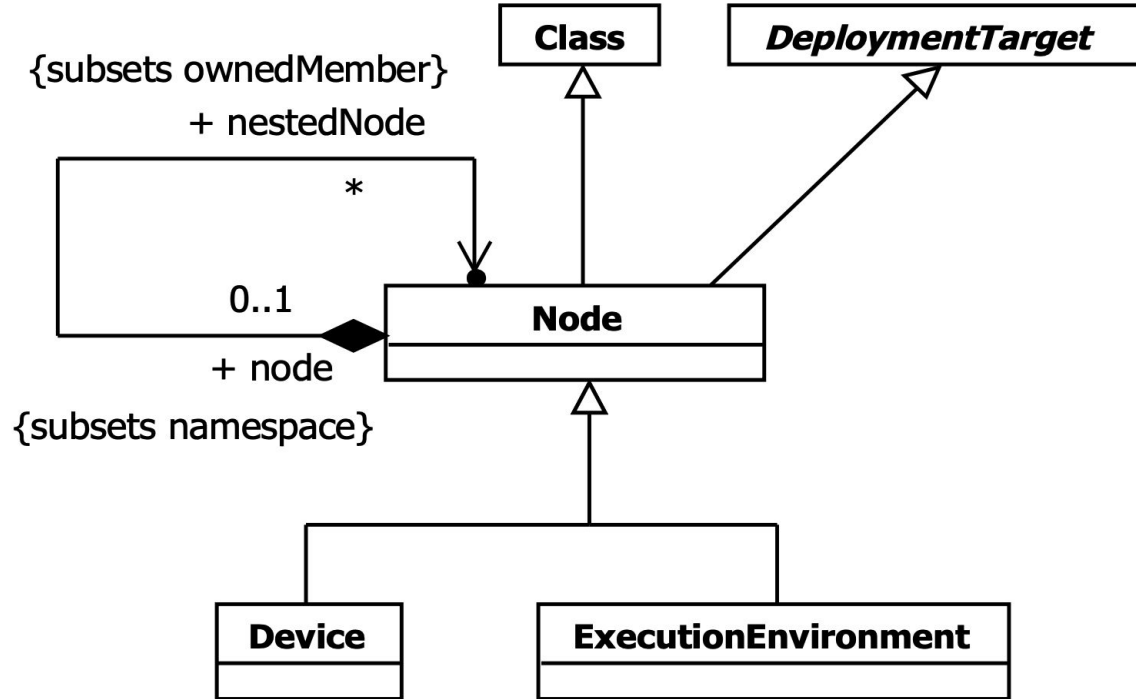 Class
DeploymentTarget
{subsets ownedMember}
+ nestedNode
*
0..1
Node
+ node
{subsets namespace}
Device
ExecutionEnvironment